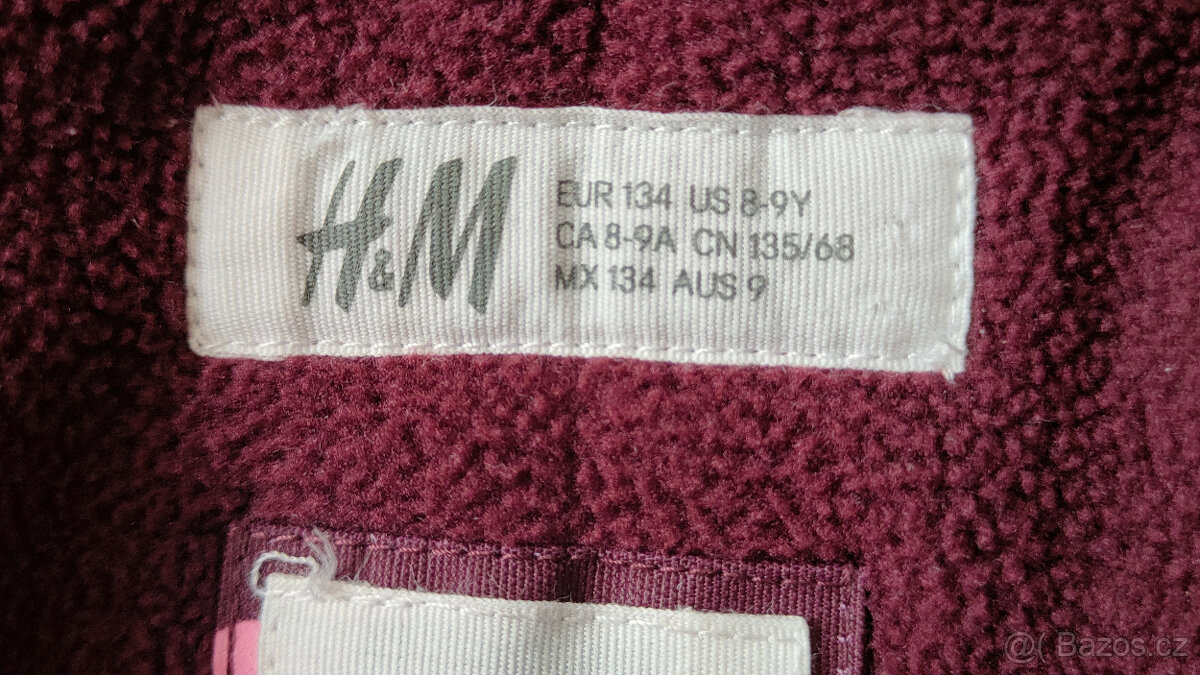 H&M
EUR 134 US 8-9Y
CA 8-9A CN 135/68
MX 134 AUS 9
@( Bazos.cz